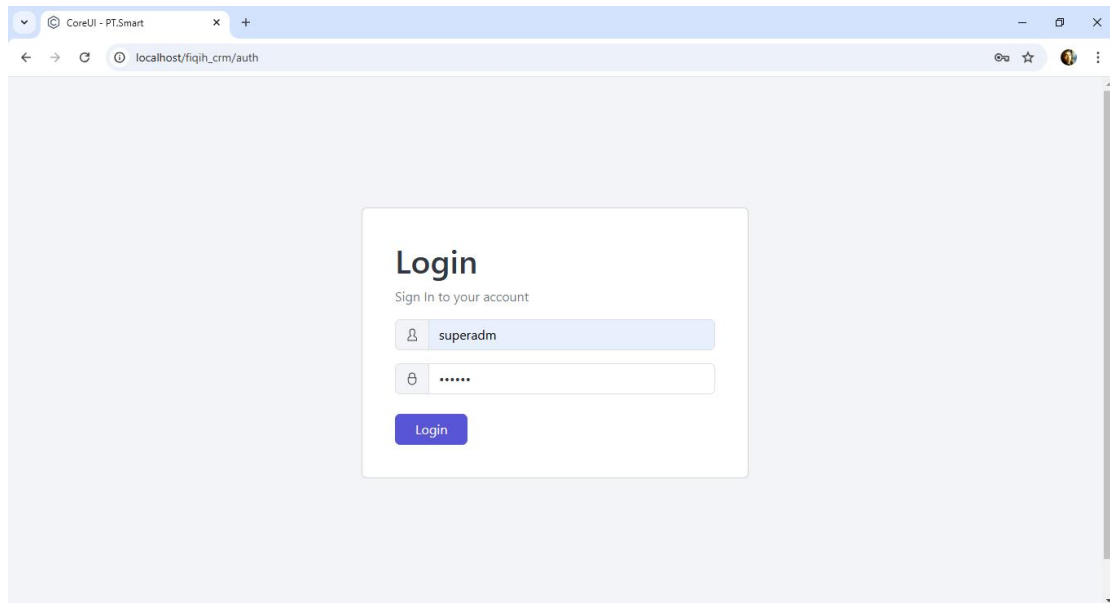 CoreUI - PT.Smart
localhost/fiqih_crm/auth
Login
Sign In to your account
superadm
••••••
Login